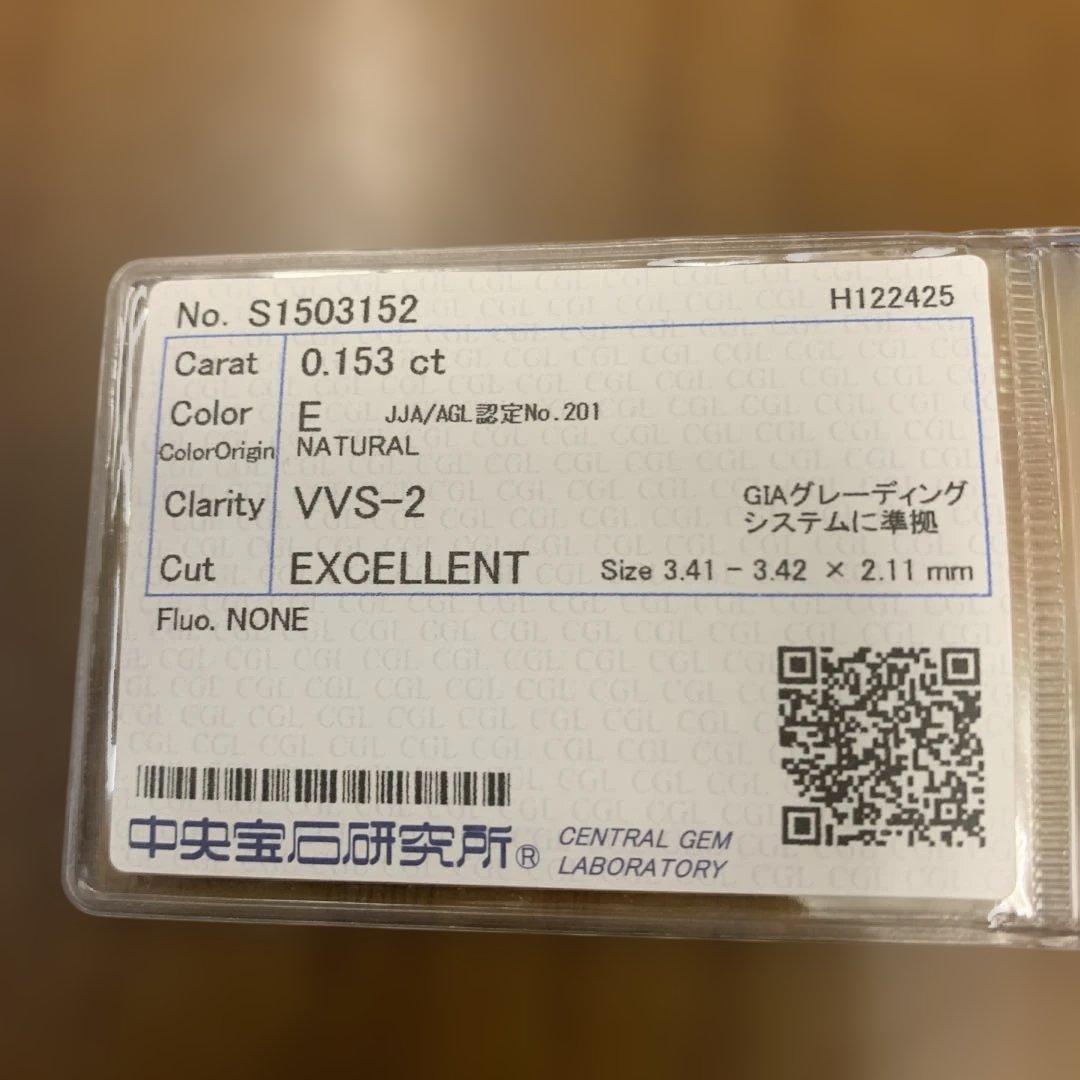 No. S1503152
H122425
Carat 0.153 ct
Color E JJA/AGL認定No.201
ColorOrigin NATURAL
Clarity VVS-2
GIAグレーディング
システムに準拠
Cut EXCELLENT Size 3.41 - 3.42 × 2.11 mm
Fluo. NONE
中央宝石研究所® CENTRAL GEM
LABORATORY